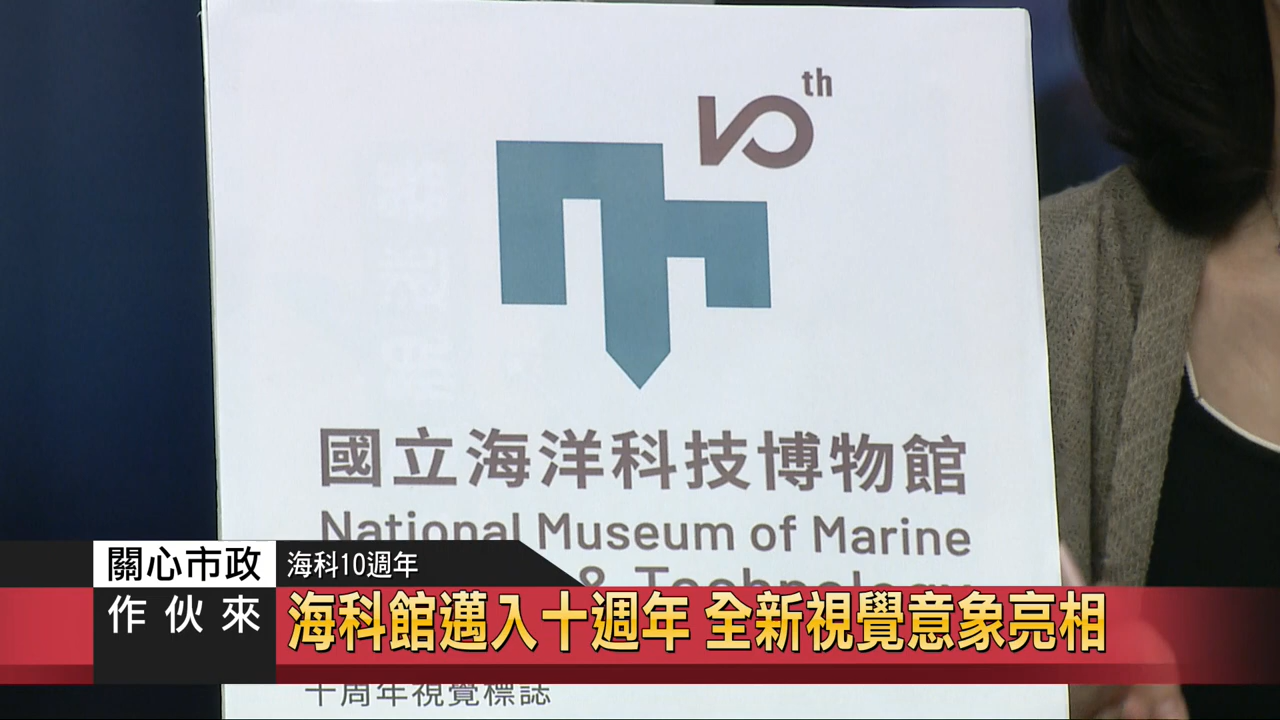 10th
國立海洋科技博物館
National Museum of Marine
& Technology
關心市政
作伙來
海科10週年
海科館邁入十週年 全新視覺意象亮相
十周年視覺標誌